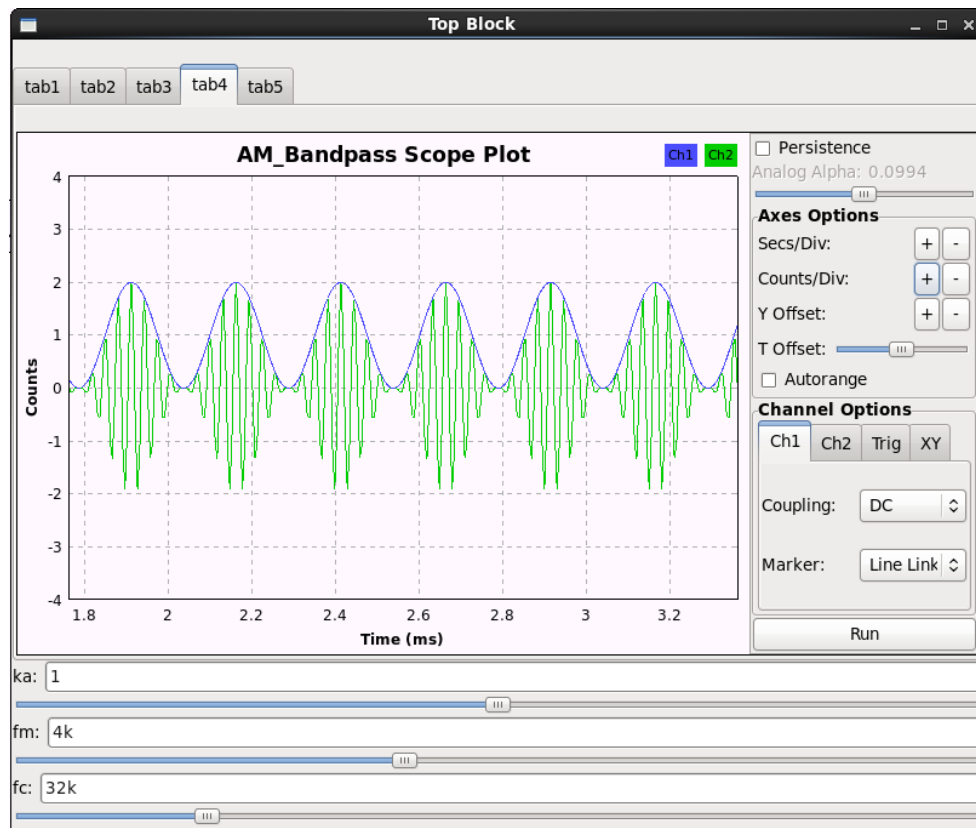 Top Block
tab1 tab2 tab3 tab4 tab5
AM_Bandpass Scope Plot
Ch1 Ch2
Counts
4
3
2
1
0
-1
-2
-3
-4
1.8 2 2.2 2.4 2.6 2.8 3 3.2
Time (ms)
Persistence
Analog Alpha: 0.0994
Axes Options
Secs/Div: + -
Counts/Div: + -
Y Offset: + -
T Offset:
Autorange
Channel Options
Ch1 Ch2 Trig XY
Coupling: DC
Marker: Line Link
Run
ka: 1
fm: 4k
fc: 32k